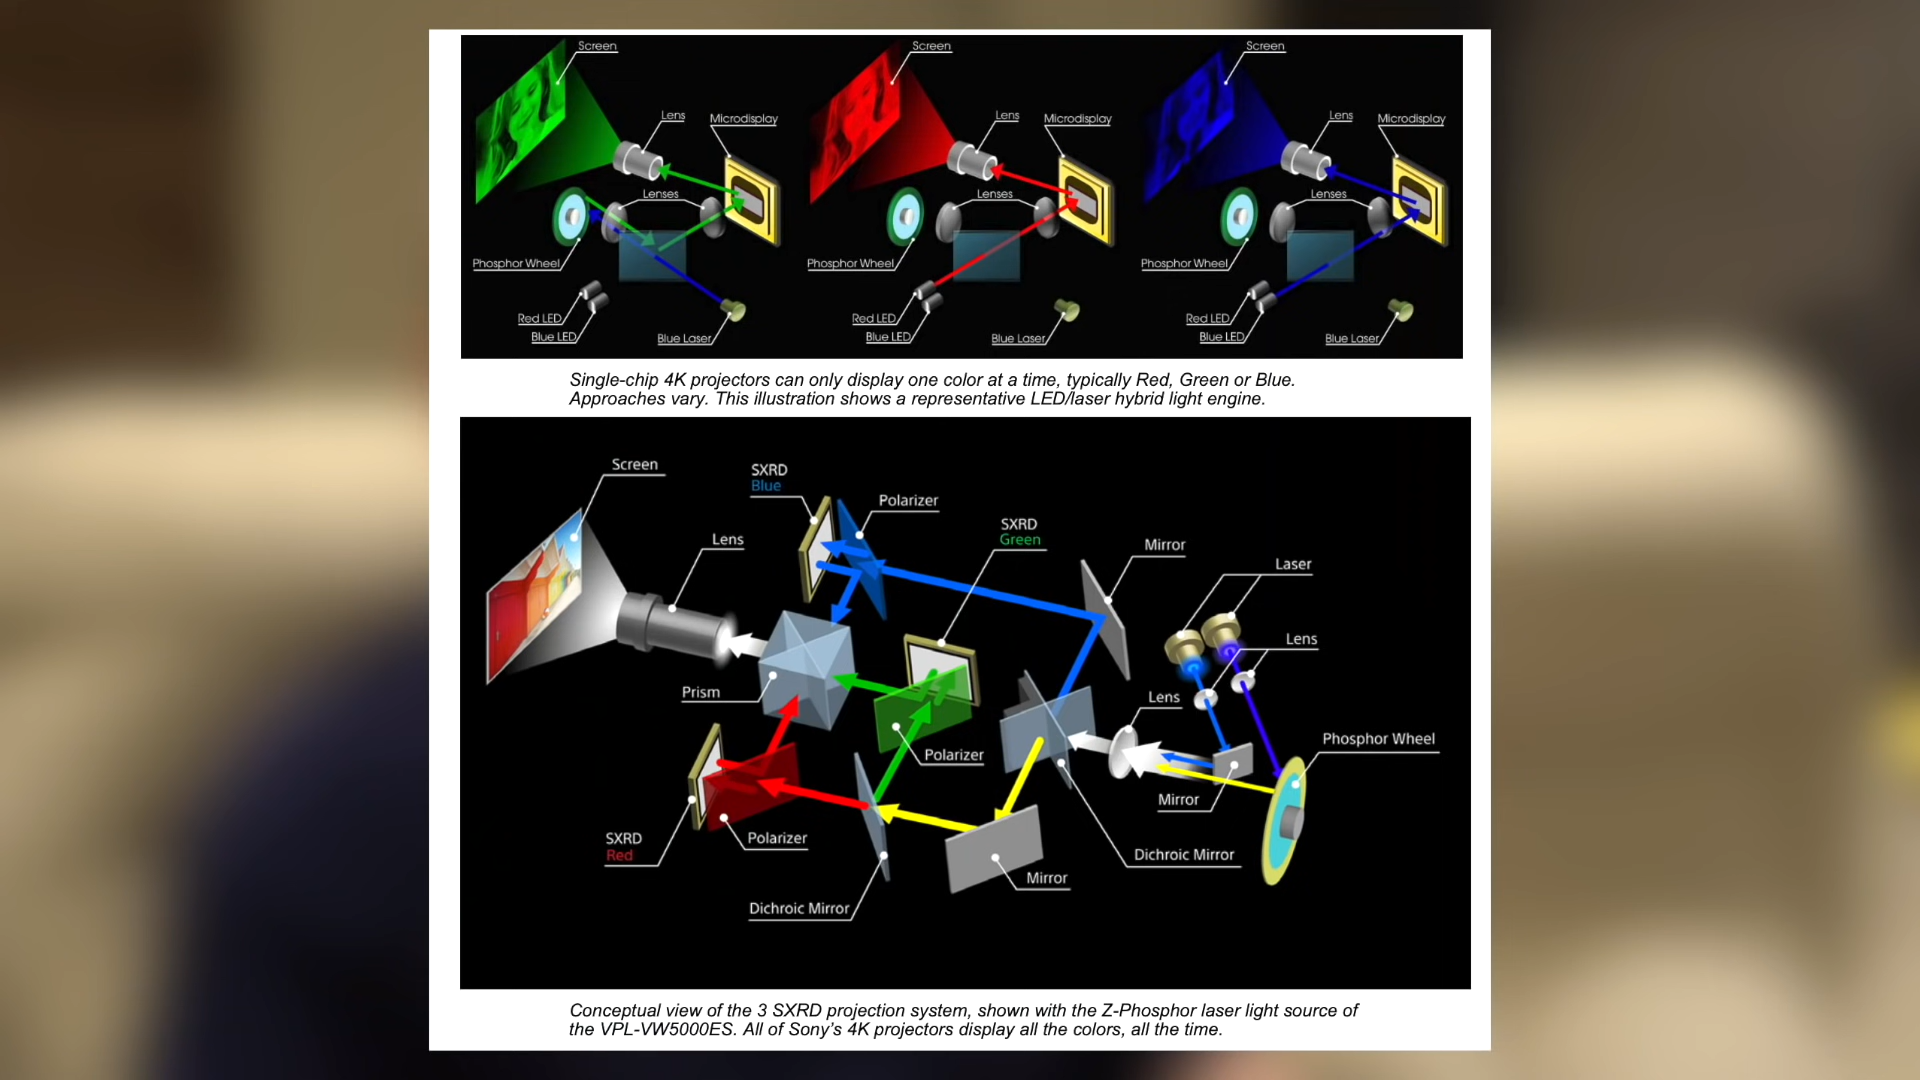 Screen
Lens
Microdisplay
Lenses
Phosphor Wheel
Red LED
Blue LED
Blue Laser
Screen
Lens
Microdisplay
Lenses
Phosphor Wheel
Red LED
Blue LED
Blue Laser
Screen
Lens
Microdisplay
Lenses
Phosphor Wheel
Red LED
Blue LED
Blue Laser
Single-chip 4K projectors can only display one color at a time, typically Red, Green or Blue.
Approaches vary. This illustration shows a representative LED/laser hybrid light engine.
Screen
SXRD
Blue
Polarizer
SXRD
Green
Lens
Mirror
Laser
Lens
Prism
Lens
Phosphor Wheel
Polarizer
Mirror
SXRD
Red
Polarizer
Dichroic Mirror
Mirror
Dichroic Mirror
Conceptual view of the 3 SXRD projection system, shown with the Z-Phosphor laser light source of
the VPL-VW5000ES. All of Sony's 4K projectors display all the colors, all the time.